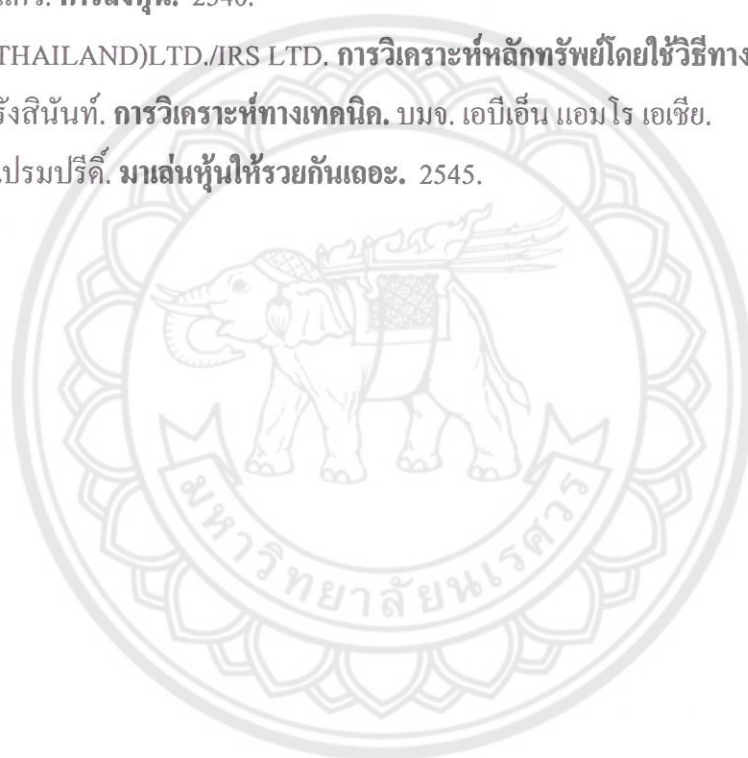 การลงทุน. 2540.
THAILAND)LTD./IRS LTD. การวิเคราะห์หลักทรัพย์โดยใช้วิธีทาง
รังสินันท์. การวิเคราะห์ทางเทคนิค. บมจ. เอบีเอ็น แอมโร เอเชีย.
เปรมปรีดิ์. มาเล่นหุ้นให้รวยกันเถอะ. 2545.
มหาวิทยาลัยนเรศวร